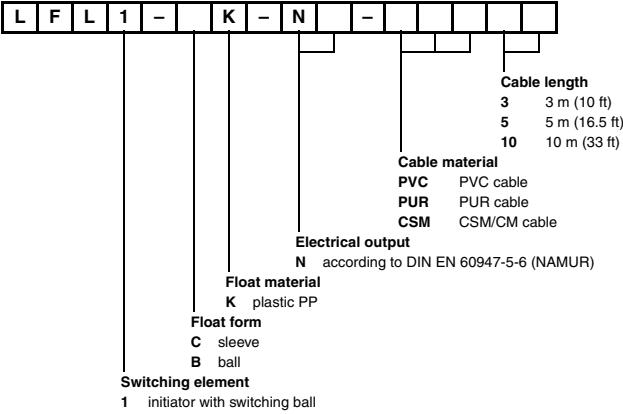 L F L 1 – K – N –
Cable length
3 3 m (10 ft)
5 5 m (16.5 ft)
10 10 m (33 ft)
Cable material
PVC PVC cable
PUR PUR cable
CSM CSM/CM cable
Electrical output
N according to DIN EN 60947-5-6 (NAMUR)
Float material
K plastic PP
Float form
C sleeve
B ball
Switching element
1 initiator with switching ball